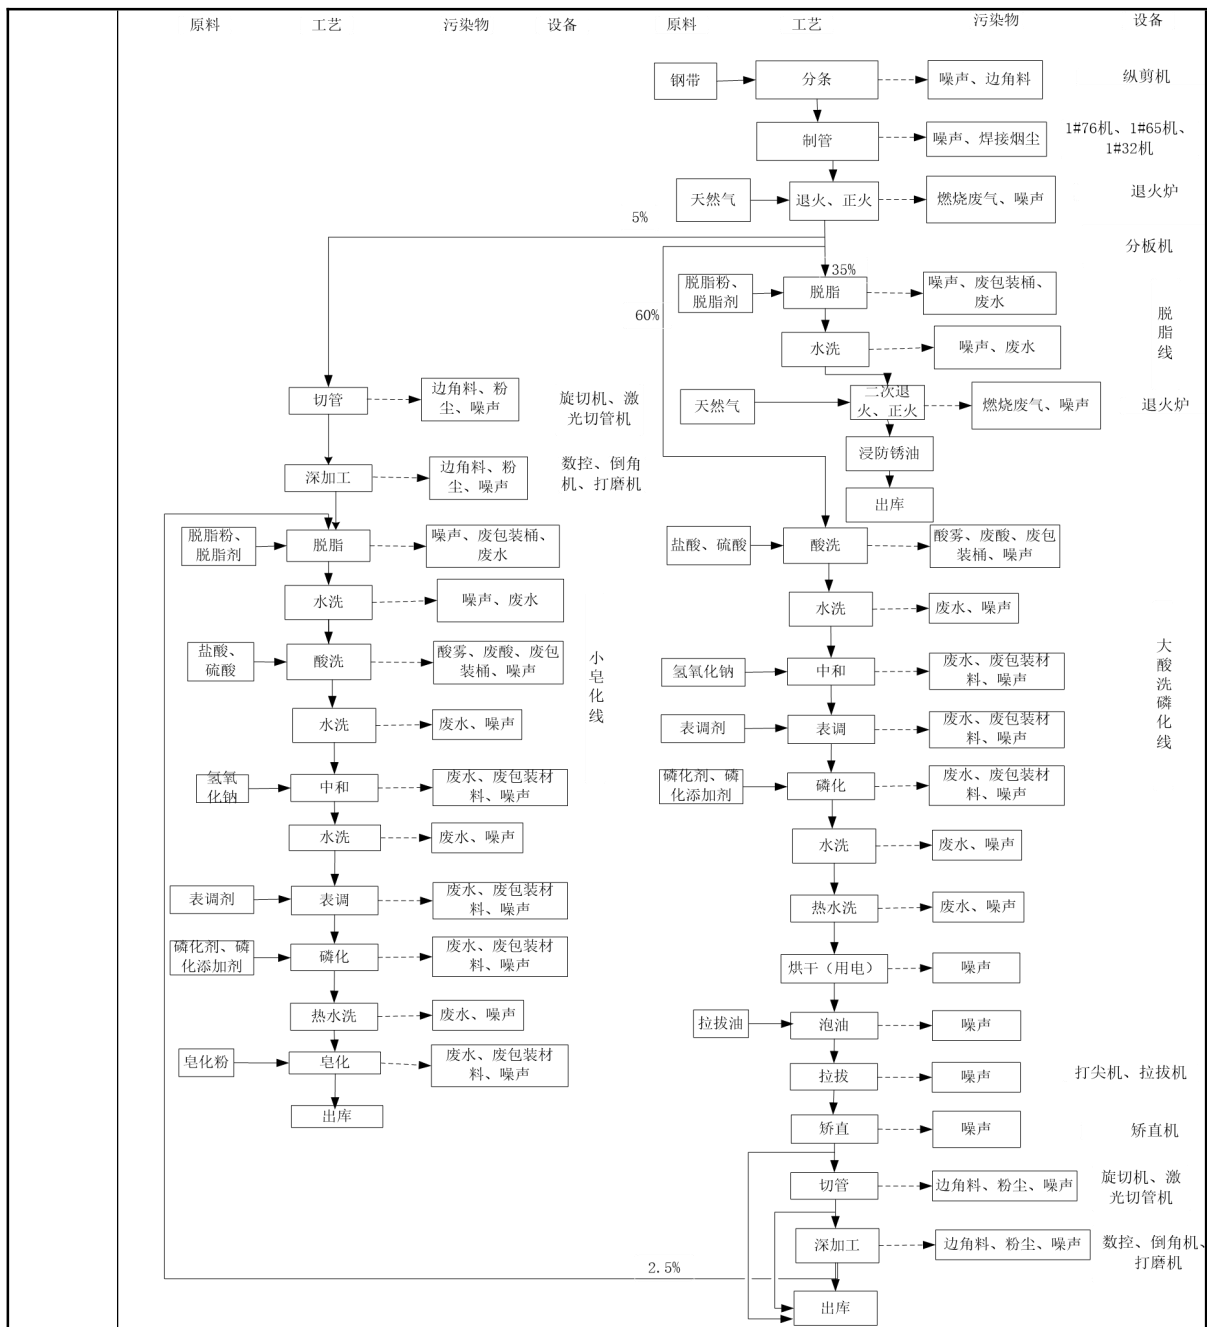 原料
工艺
污染物
设备
原料
工艺
污染物
设备
钢带
分条
噪声、边角料
纵剪机
制管
噪声、焊接烟尘
1#76机、1#65机、
1#32机
天然气
退火、正火
燃烧废气、噪声
退火炉
5%
分板机
35%
脱脂粉、
脱脂剂
脱脂
噪声、废包装桶、
废水
60%
水洗
噪声、废水
脱
脂
线
天然气
二次退
火、正火
燃烧废气、噪声
退火炉
浸防锈油
出库
切管
边角料、粉
尘、噪声
旋切机、激
光切管机
深加工
边角料、粉
尘、噪声
数控、倒角
机、打磨机
脱脂粉、
脱脂剂
脱脂
噪声、废包装桶、
废水
水洗
噪声、废水
盐酸、
硫酸
酸洗
酸雾、废酸、废包
装桶、噪声
小
皂
化
线
水洗
废水、噪声
氢氧
化钠
中和
废水、废包装材
料、噪声
水洗
废水、噪声
表调剂
表调
废水、废包装材
料、噪声
磷化剂、磷
化添加剂
磷化
废水、废包装材
料、噪声
热水洗
废水、噪声
皂化粉
皂化
废水、废包装材
料、噪声
出库
盐酸、硫酸
酸洗
酸雾、废酸、废包
装桶、噪声
水洗
废水、噪声
氢氧化钠
中和
废水、废包装材
料、噪声
大
酸
洗
磷
化
线
表调剂
表调
废水、废包装材
料、噪声
磷化剂、磷
化添加剂
磷化
废水、废包装材
料、噪声
水洗
废水、噪声
热水洗
废水、噪声
烘干（用电）
噪声
拉拔油
泡油
噪声
拉拔
噪声
打尖机、拉拔机
矫直
噪声
矫直机
切管
边角料、粉尘、噪声
旋切机、激
光切管机
深加工
边角料、粉尘、噪声
数控、倒角机、
打磨机
2.5%
出库